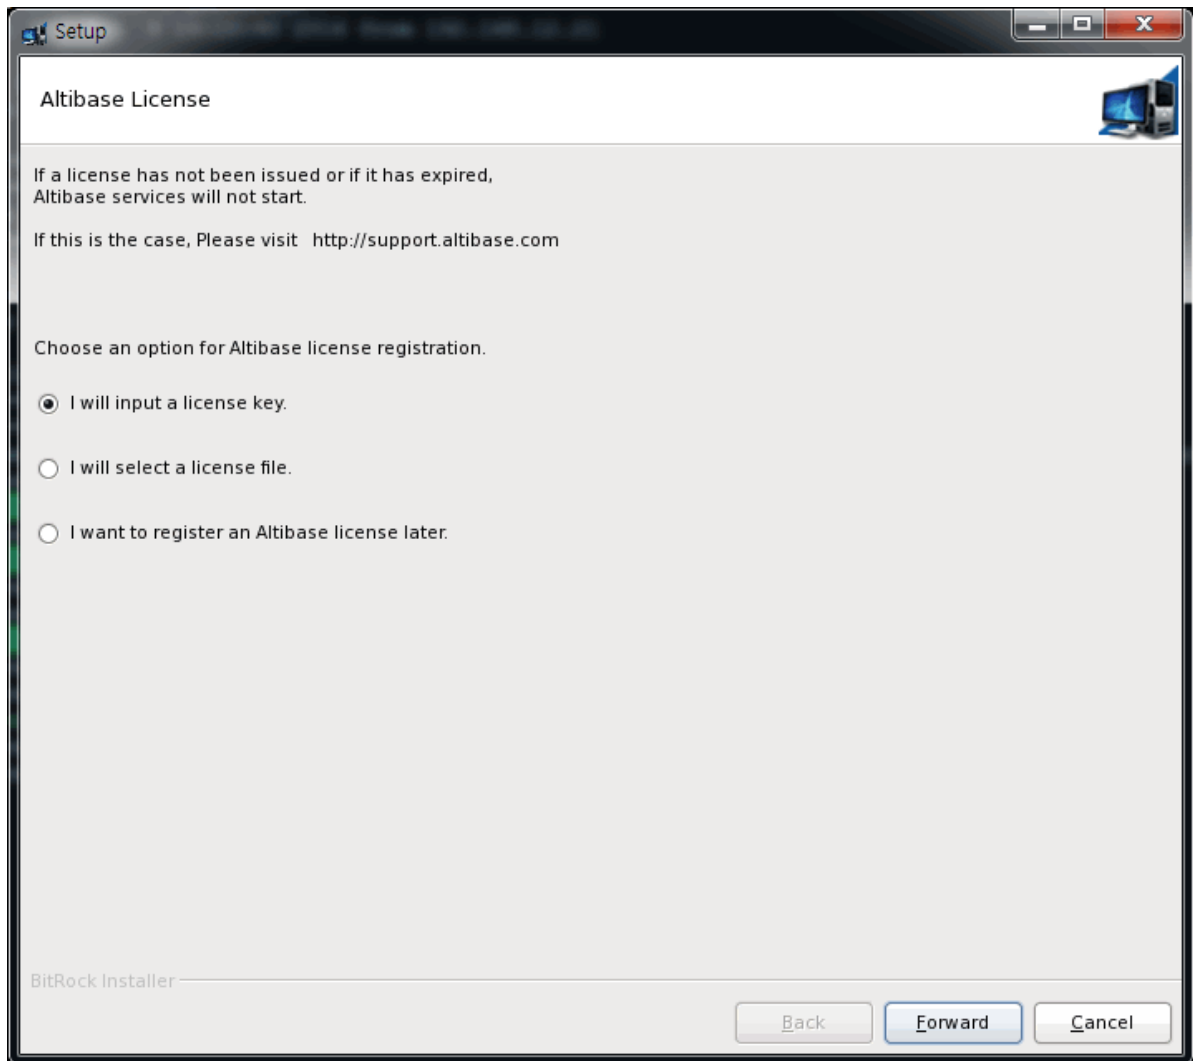 Setup
Altibase License
If a license has not been issued or if it has expired,
Altibase services will not start.
If this is the case, Please visit http://support.altibase.com
Choose an option for Altibase license registration.
I will input a license key.
I will select a license file.
I want to register an Altibase license later.
BitRock Installer
Back
Forward
Cancel